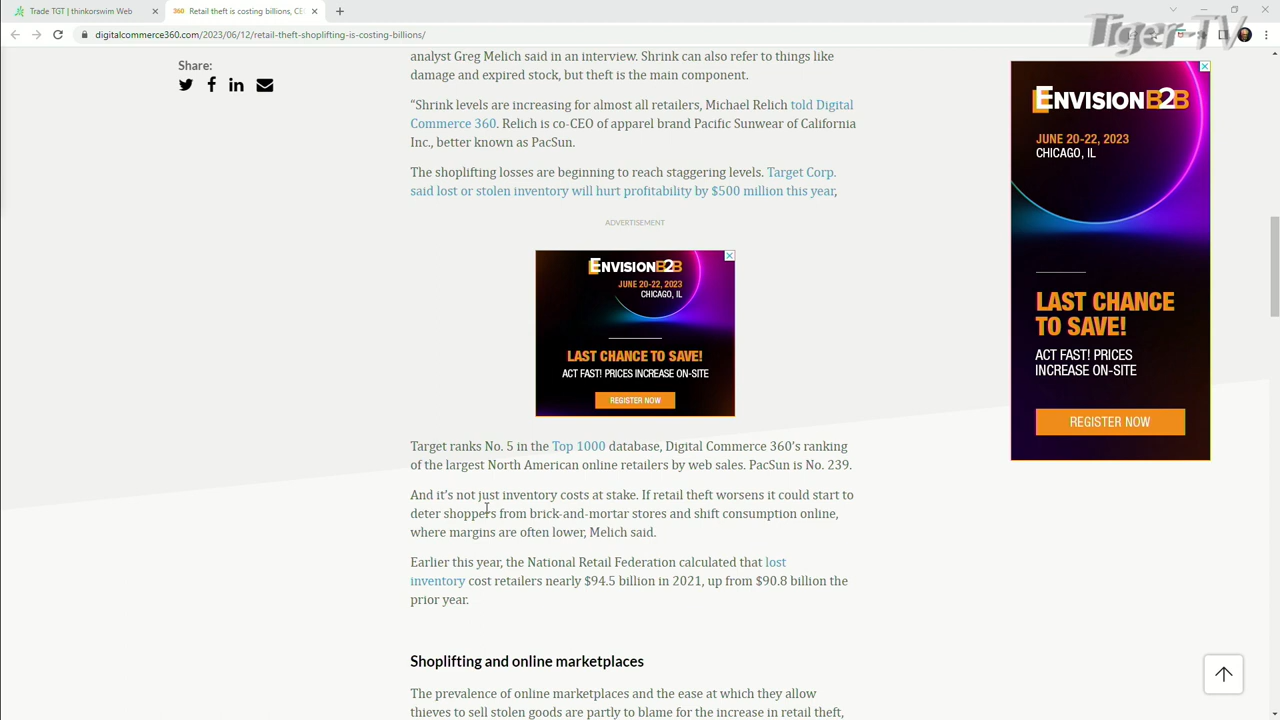 Trade TGT | thinkorswim Web
360 Retail theft is costing billions, CE
Tiger-TV
digitalcommerce360.com/2023/06/12/retail-theft-shoplifting-is-costing-billions/
Share:
analyst Greg Melich said in an interview. Shrink can also refer to things like
damage and expired stock, but theft is the main component.
“Shrink levels are increasing for almost all retailers, Michael Relich told Digital
Commerce 360. Relich is co-CEO of apparel brand Pacific Sunwear of California
Inc., better known as PacSun.
The shoplifting losses are beginning to reach staggering levels. Target Corp.
said lost or stolen inventory will hurt profitability by $500 million this year,
ADVERTISEMENT
ENVISIONB2B
JUNE 20-22, 2023
CHICAGO, IL
LAST CHANCE TO SAVE!
ACT FAST! PRICES INCREASE ON-SITE
REGISTER NOW
Target ranks No. 5 in the Top 1000 database, Digital Commerce 360’s ranking
of the largest North American online retailers by web sales. PacSun is No. 239.
And it’s not just inventory costs at stake. If retail theft worsens it could start to
deter shoppers from brick-and-mortar stores and shift consumption online,
where margins are often lower, Melich said.
Earlier this year, the National Retail Federation calculated that lost
inventory cost retailers nearly $94.5 billion in 2021, up from $90.8 billion the
prior year.
Shoplifting and online marketplaces
The prevalence of online marketplaces and the ease at which they allow
thieves to sell stolen goods are partly to blame for the increase in retail theft,
ENVISIONB2B
JUNE 20-22, 2023
CHICAGO, IL
LAST CHANCE
TO SAVE!
ACT FAST! PRICES
INCREASE ON-SITE
REGISTER NOW